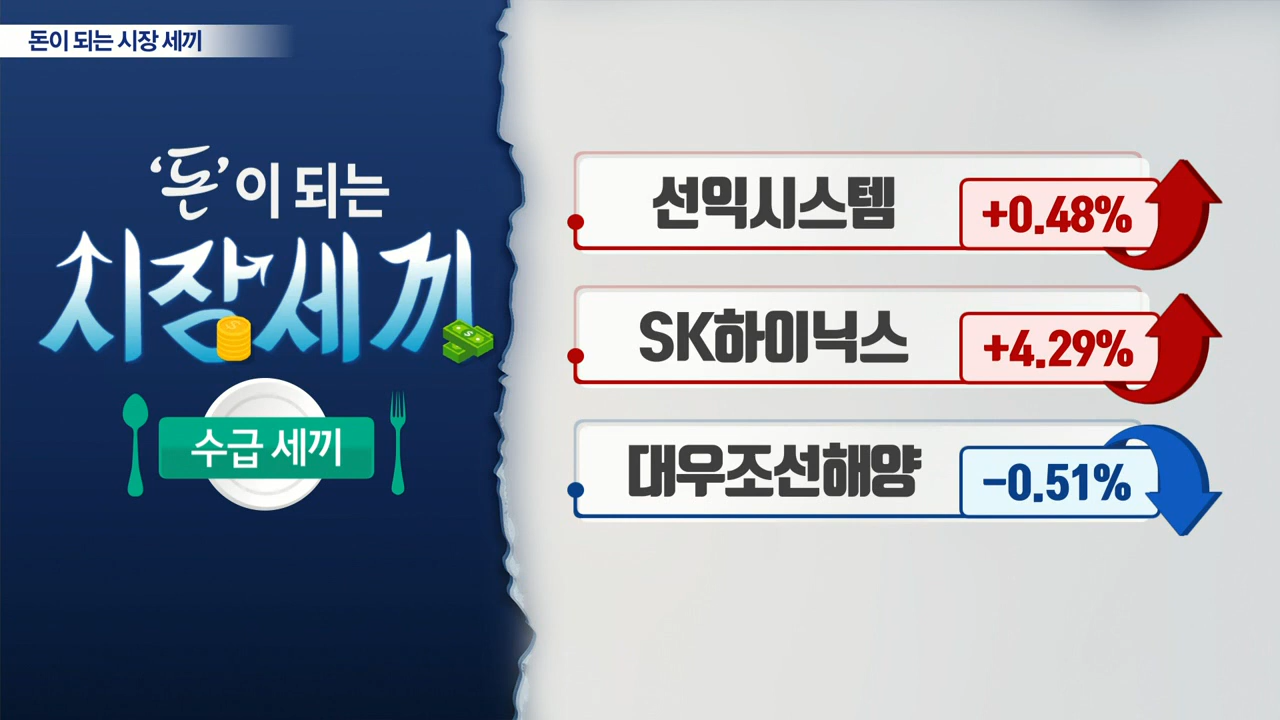 돈이 되는 시장 세끼
'돈'이 되는
시장세끼
수급 세끼
선익시스템
+0.48%
SK하이닉스
+4.29%
대우조선해양
-0.51%